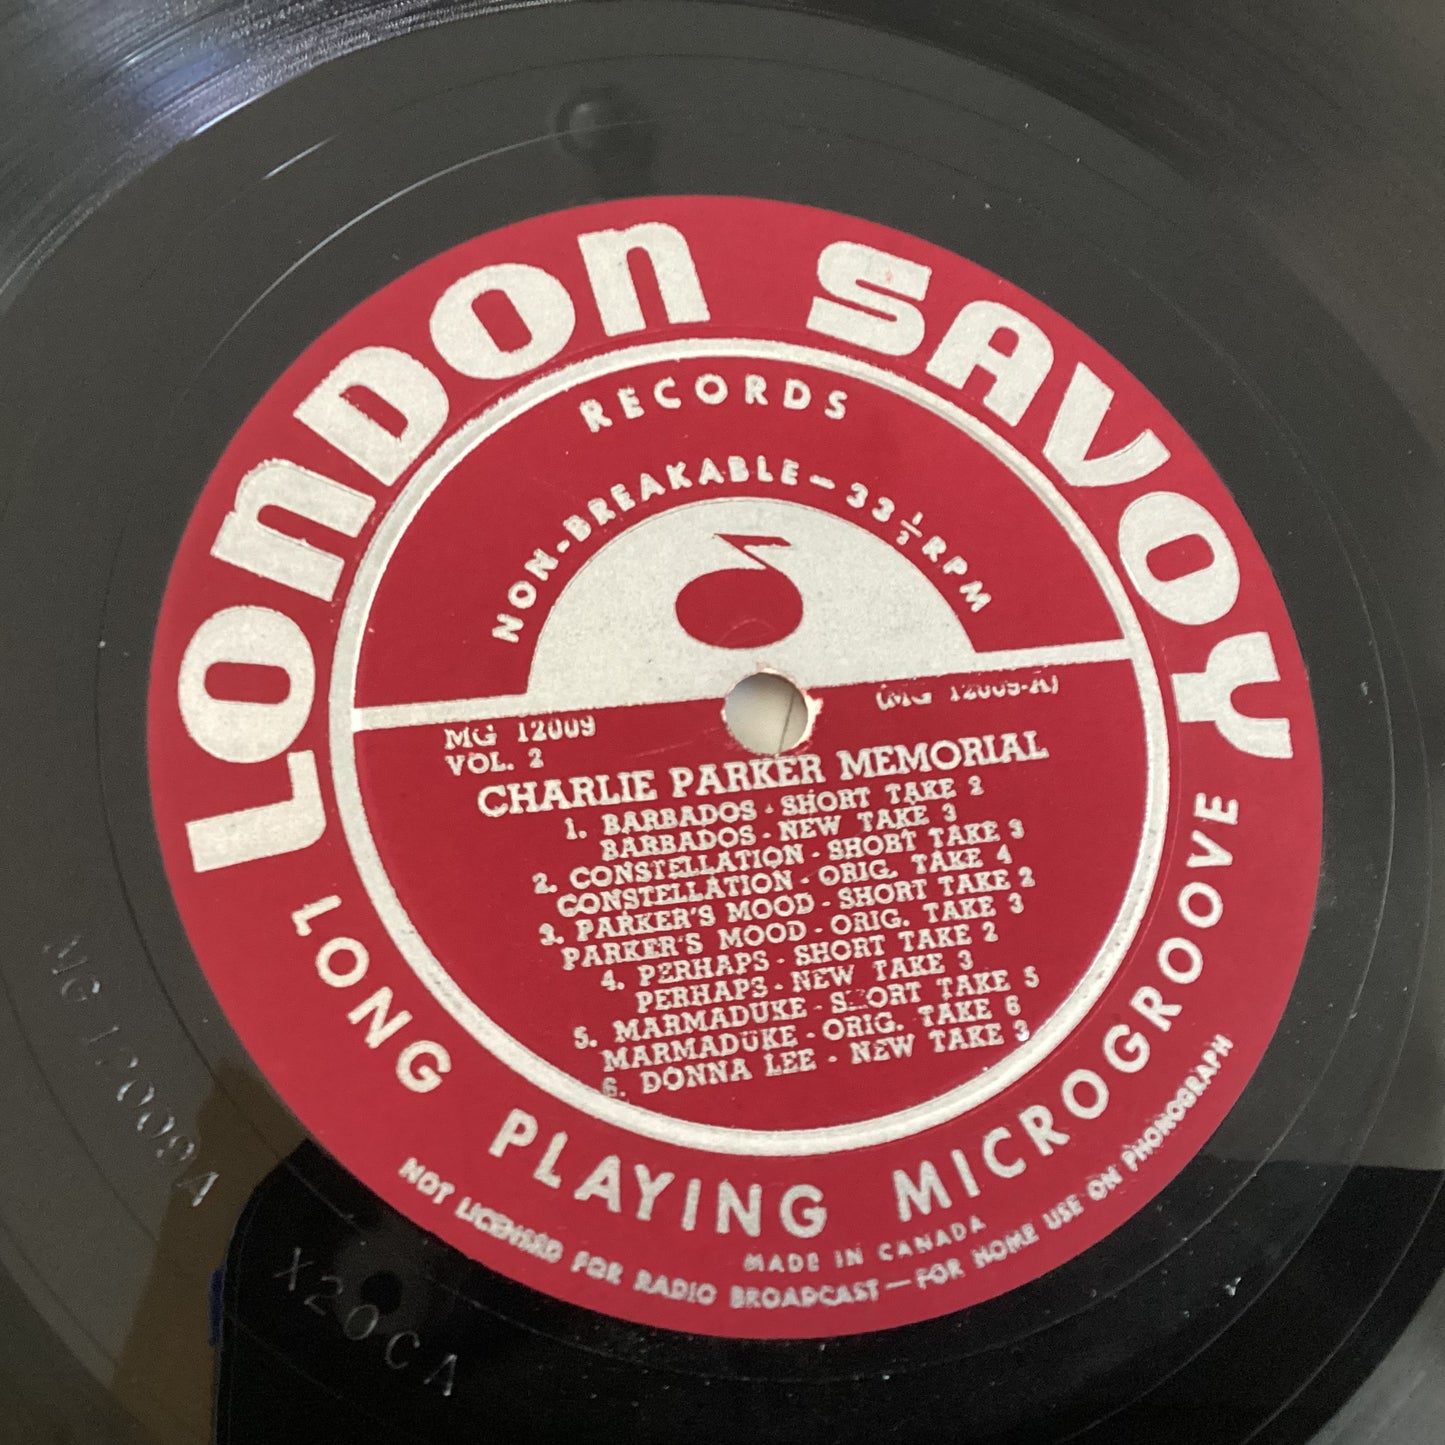 LONDON SAVOY
RECORDS
NON-BREAKABLE - 33 1/3 RPM
MG 12009
(MG 12009-A)
VOL. 2
CHARLIE PARKER MEMORIAL
1. BARBADOS - SHORT TAKE 2
BARBADOS - NEW TAKE 3
2. CONSTELLATION - SHORT TAKE 3
CONSTELLATION - ORIG. TAKE 4
3. PARKER'S MOOD - SHORT TAKE 2
PARKER'S MOOD - ORIG. TAKE 3
4. PERHAPS - SHORT TAKE 2
PERHAPS - NEW TAKE 3
5. MARMADUKE - SHORT TAKE 5
MARMADUKE - ORIG. TAKE 6
6. DONNA LEE - NEW TAKE 3
LONG PLAYING MICROGROOVE
MADE IN CANADA
NOT LICENSED FOR RADIO BROADCAST — FOR HOME USE ON PHONOGRAPH
MG 12009A
X20CA